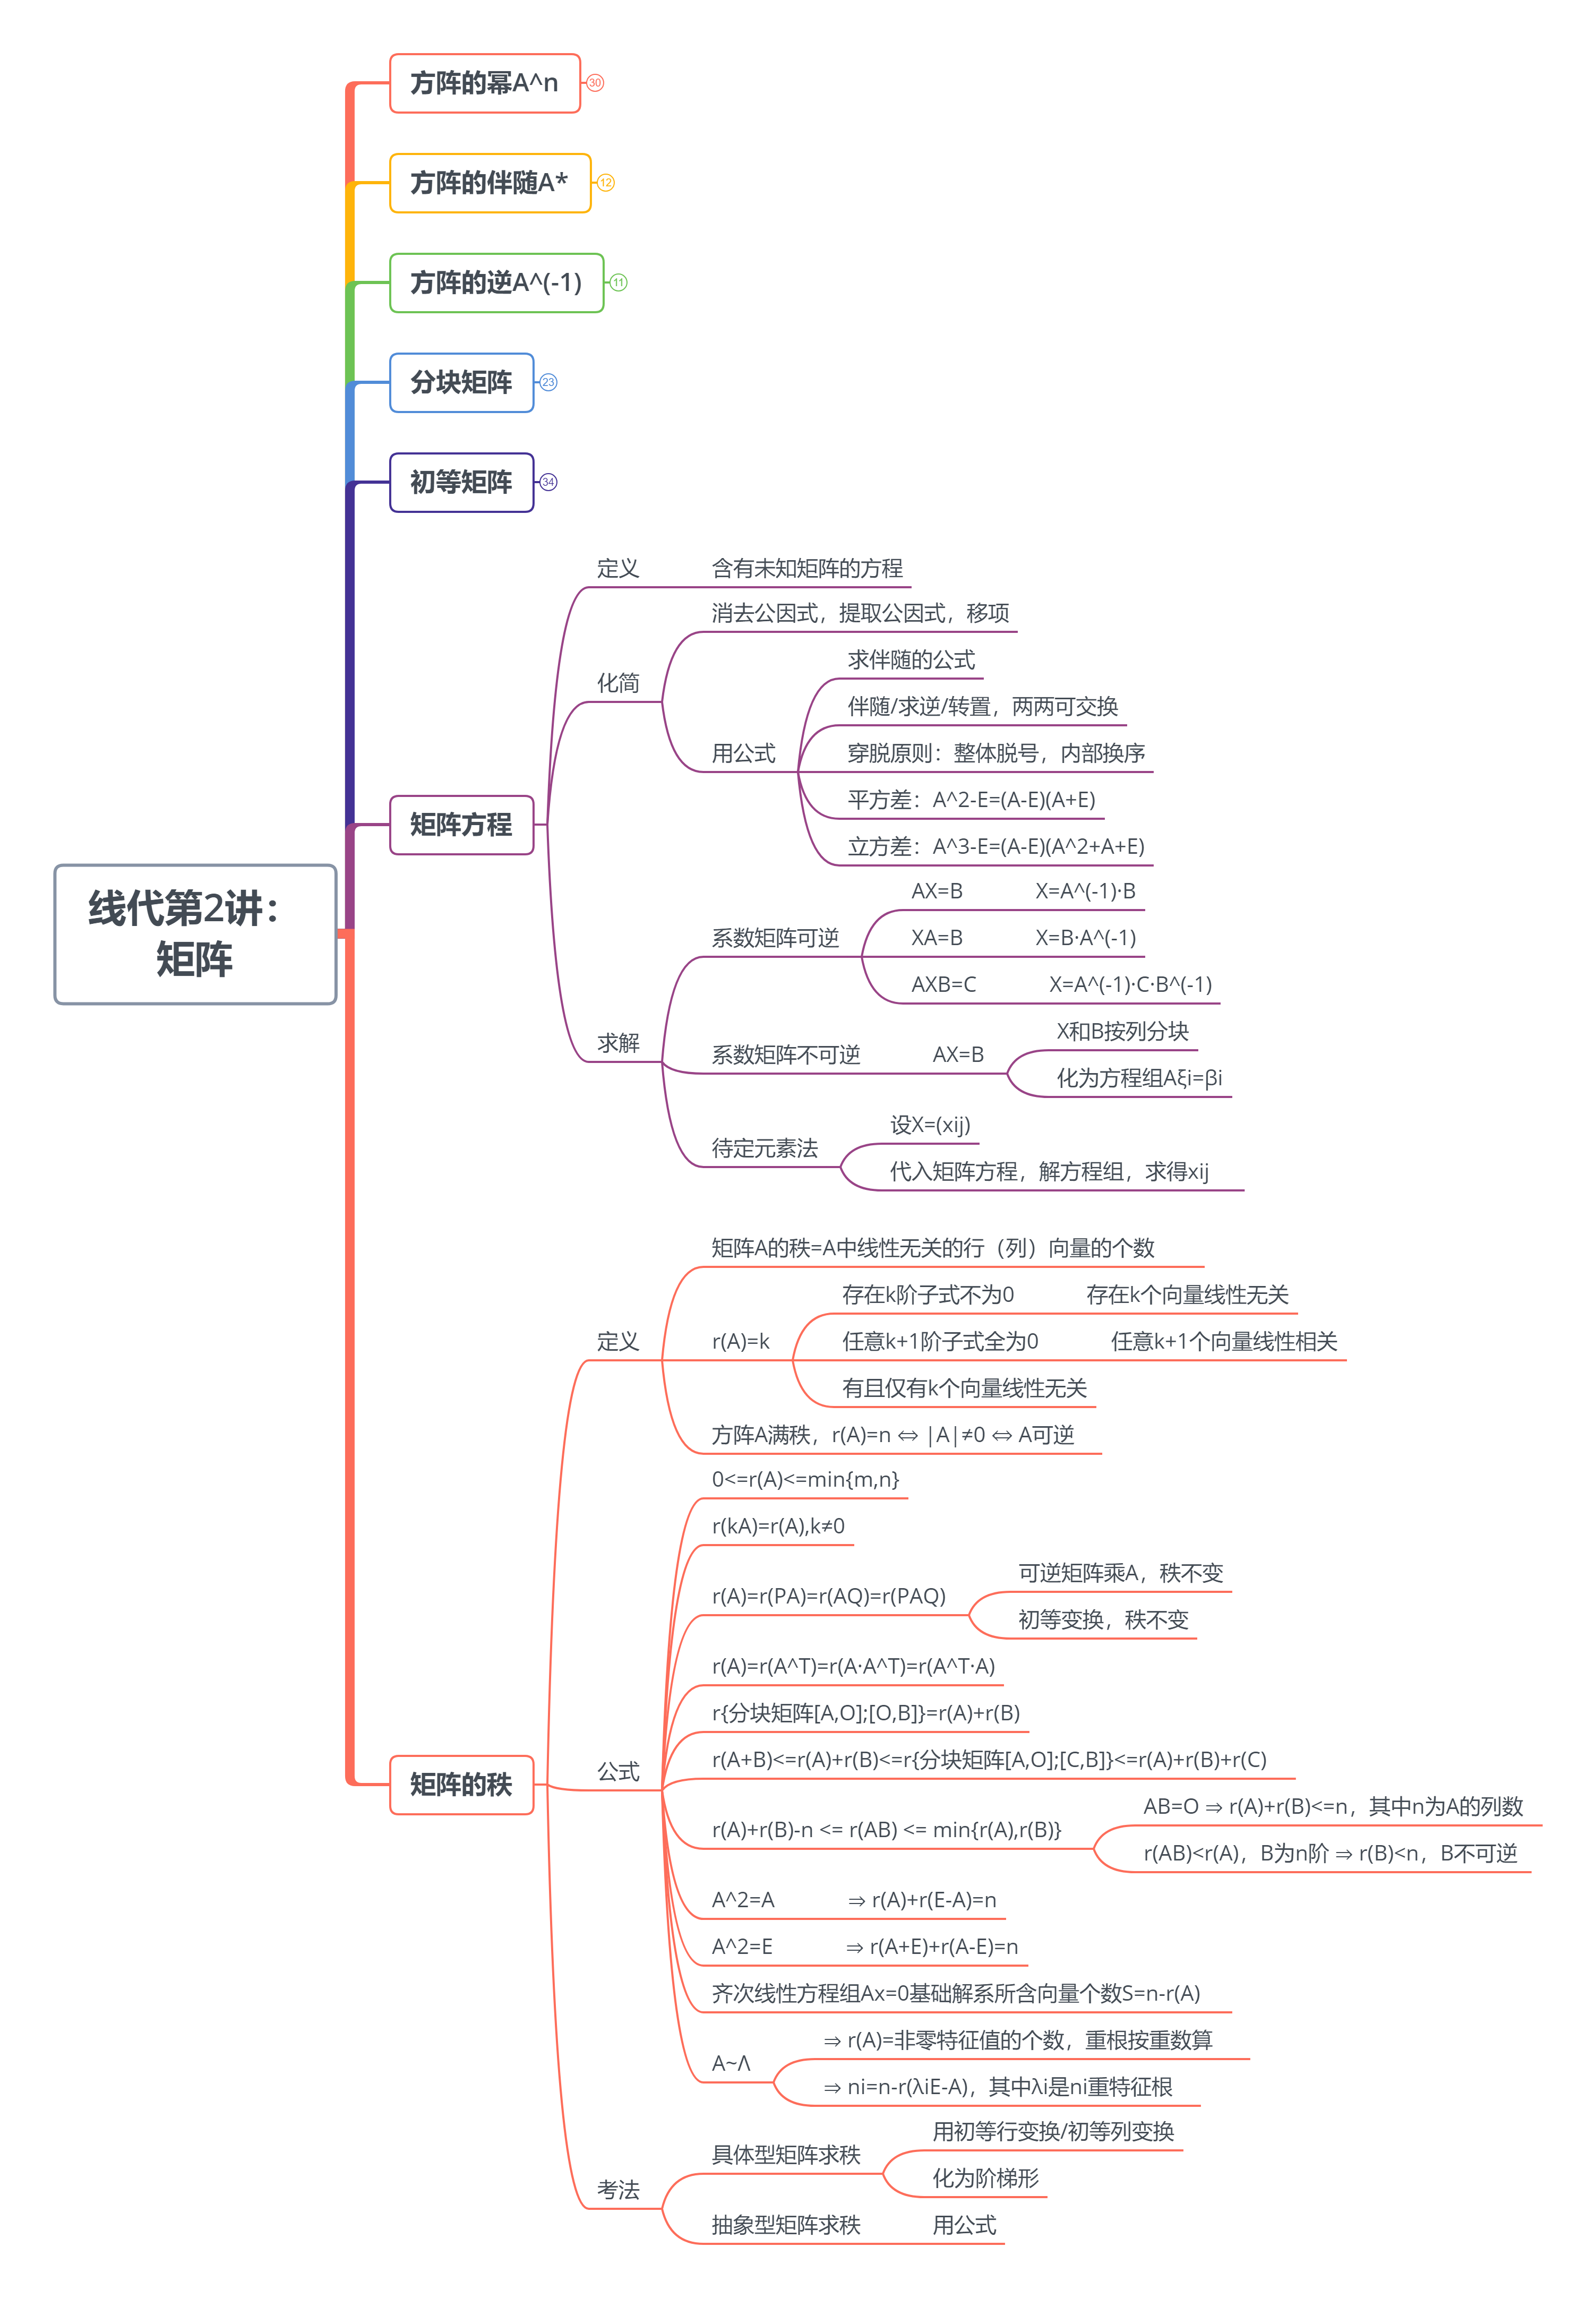 方阵的幂A^n
30
方阵的伴随A*
12
方阵的逆A^(-1)
11
分块矩阵
23
初等矩阵
34
线代第2讲：
矩阵
矩阵方程
定义
含有未知矩阵的方程
化简
消去公因式，提取公因式，移项
用公式
求伴随的公式
伴随/求逆/转置，两两可交换
穿脱原则：整体脱号，内部换序
平方差：A^2-E=(A-E)(A+E)
立方差：A^3-E=(A-E)(A^2+A+E)
求解
系数矩阵可逆
AX=B
X=A^(-1)·B
XA=B
X=B·A^(-1)
AXB=C
X=A^(-1)·C·B^(-1)
系数矩阵不可逆
AX=B
X和B按列分块
化为方程组Aξi=βi
待定元素法
设X=(xij)
代入矩阵方程，解方程组，求得xij
矩阵的秩
定义
矩阵A的秩=A中线性无关的行（列）向量的个数
r(A)=k
存在k阶子式不为0
存在k个向量线性无关
任意k+1阶子式全为0
任意k+1个向量线性相关
有且仅有k个向量线性无关
方阵A满秩，r(A)=n ⇔ |A|≠0 ⇔ A可逆
公式
0<=r(A)<=min{m,n}
r(kA)=r(A),k≠0
r(A)=r(PA)=r(AQ)=r(PAQ)
可逆矩阵乘A，秩不变
初等变换，秩不变
r(A)=r(A^T)=r(A·A^T)=r(A^T·A)
r{分块矩阵[A,O];[O,B]}=r(A)+r(B)
r(A+B)<=r(A)+r(B)<=r{分块矩阵[A,O];[C,B]}<=r(A)+r(B)+r(C)
r(A)+r(B)-n <= r(AB) <= min{r(A),r(B)}
AB=O ⇒ r(A)+r(B)<=n，其中n为A的列数
r(AB)<r(A)，B为n阶 ⇒ r(B)<n，B不可逆
A^2=A
⇒ r(A)+r(E-A)=n
A^2=E
⇒ r(A+E)+r(A-E)=n
齐次线性方程组Ax=0基础解系所含向量个数S=n-r(A)
A~Λ
⇒ r(A)=非零特征值的个数，重根按重数算
⇒ ni=n-r(λiE-A)，其中λi是ni重特征根
考法
具体型矩阵求秩
用初等行变换/初等列变换
化为阶梯形
抽象型矩阵求秩
用公式